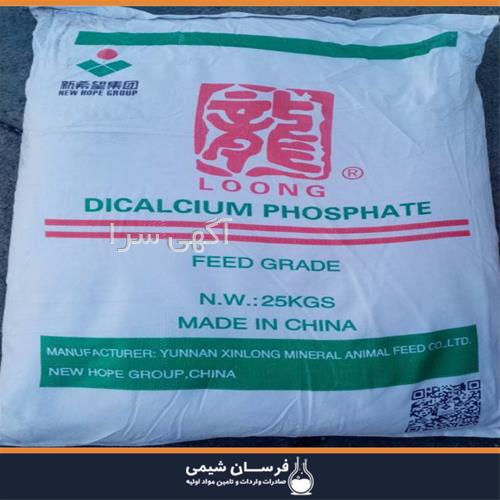 新希望集团
NEW HOPE GROUP
龍
®
LOONG
DICALCIUM PHOSPHATE
آگهی سرا
FEED GRADE
N.W.:25KGS
MADE IN CHINA
MANUFACTURER: YUNNAN XINLONG MINERAL ANIMAL FEED CO.,LTD.
NEW HOPE GROUP,CHINA
فرسان شیمی
صادرات واردات و تامین مواد اولیه